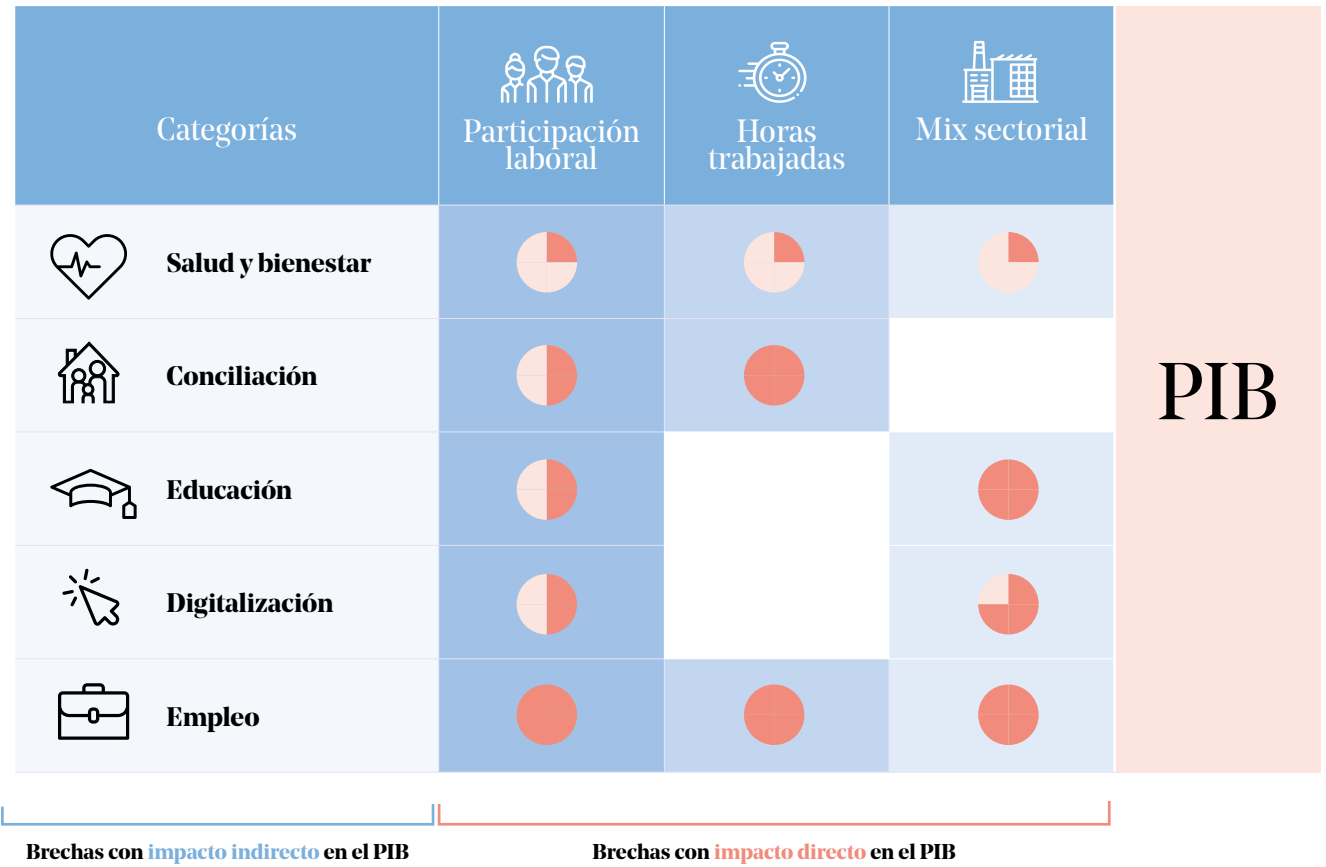 Categorías
Participación
laboral
Horas
trabajadas
Mix sectorial
PIB
Salud y bienestar
Conciliación
Educación
Digitalización
Empleo
Brechas con impacto indirecto en el PIB
Brechas con impacto directo en el PIB